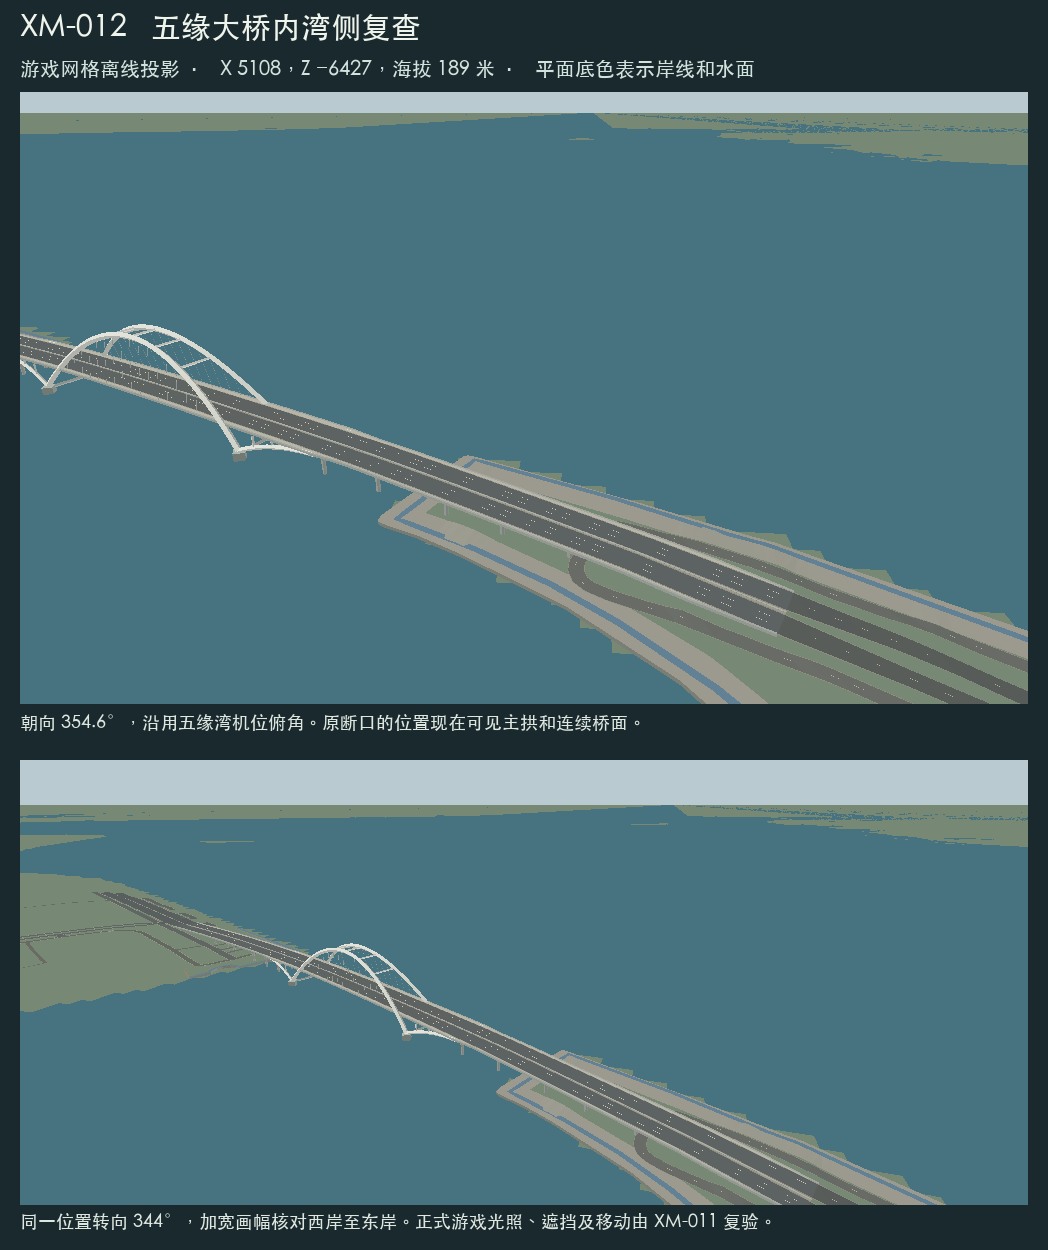 XM-012 五缘大桥内湾侧复查
游戏网格离线投影 · X 5108，Z −6427，海拔 189 米 · 平面底色表示岸线和水面
朝向 354.6°，沿用五缘湾机位俯角。原断口的位置现在可见主拱和连续桥面。
同一位置转向 344°，加宽画幅核对西岸至东岸。正式游戏光照、遮挡及移动由 XM-011 复验。